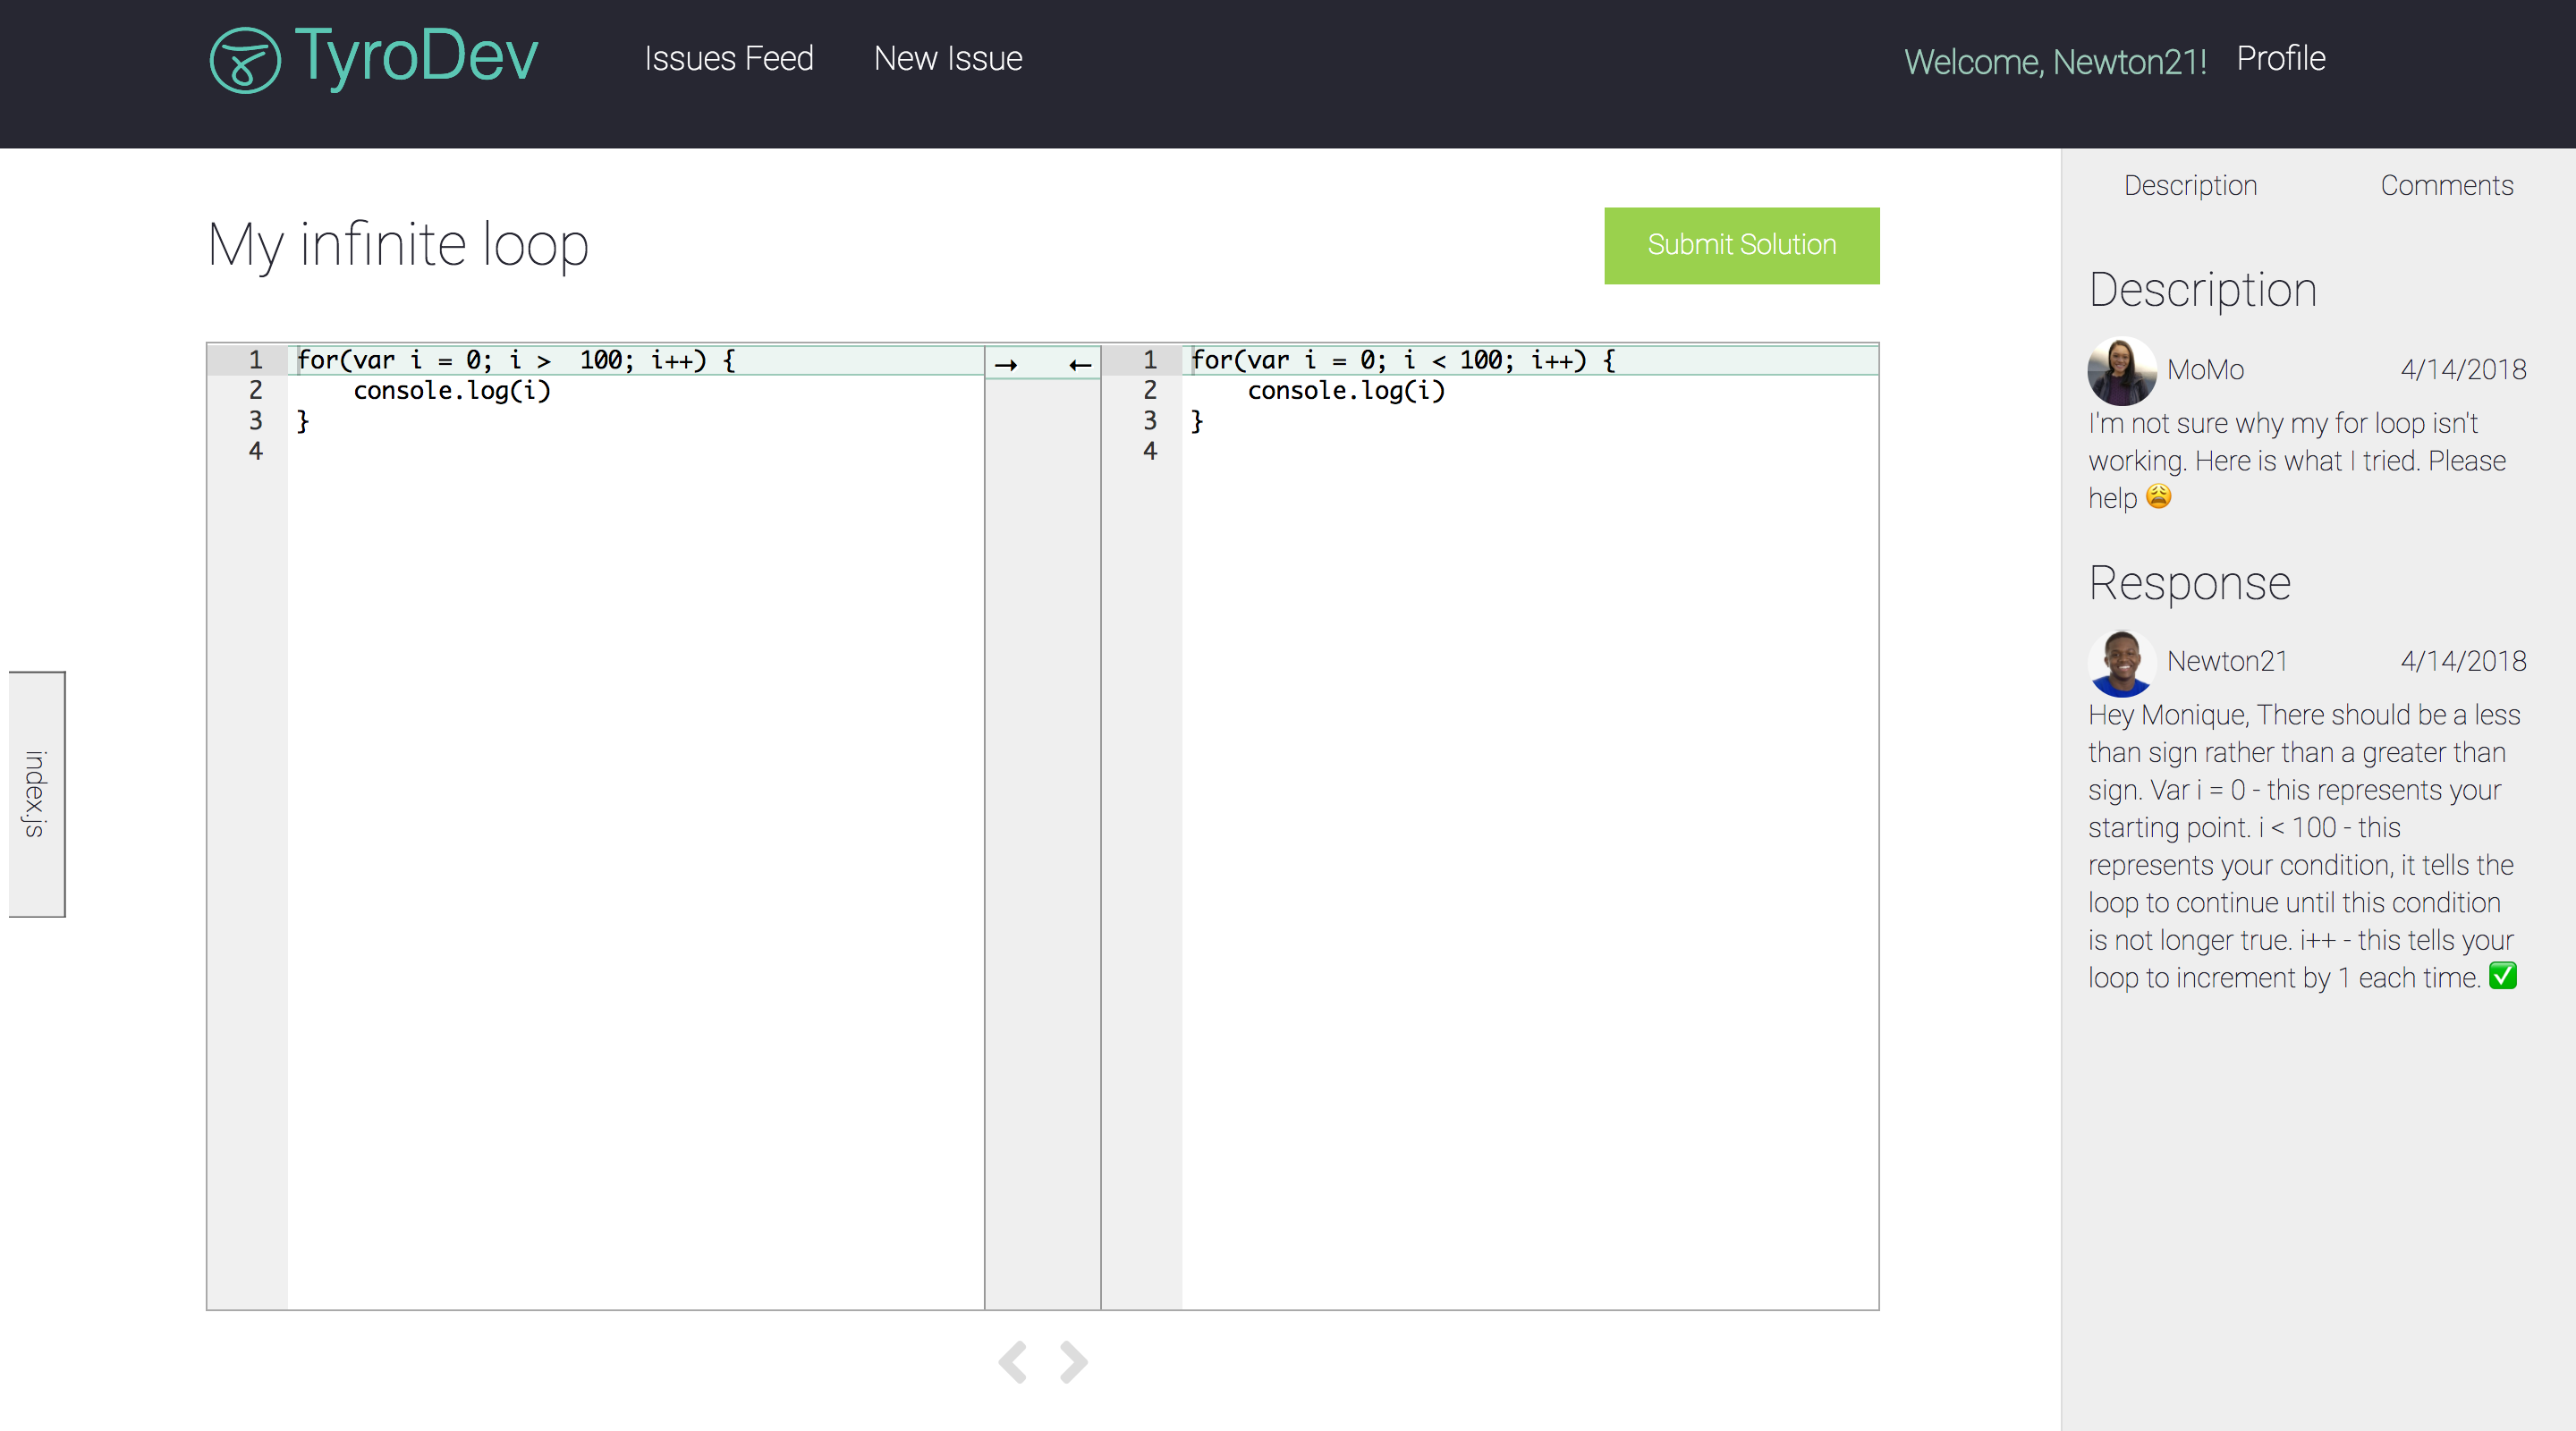 TyroDev
Issues Feed
New Issue
Welcome, Newton21!
Profile
My infinite loop
Submit Solution
index.js
1 for(var i = 0; i >  100; i++) {
2     console.log(i)
3 }
4
→ ←
1 for(var i = 0; i < 100; i++) {
2     console.log(i)
3 }
4
Description
Comments
Description
MoMo 4/14/2018
I'm not sure why my for loop isn't
working. Here is what I tried. Please
help 😩
Response
Newton21 4/14/2018
Hey Monique, There should be a less
than sign rather than a greater than
sign. Var i = 0 - this represents your
starting point. i < 100 - this
represents your condition, it tells the
loop to continue until this condition
is not longer true. i++ - this tells your
loop to increment by 1 each time. ✅